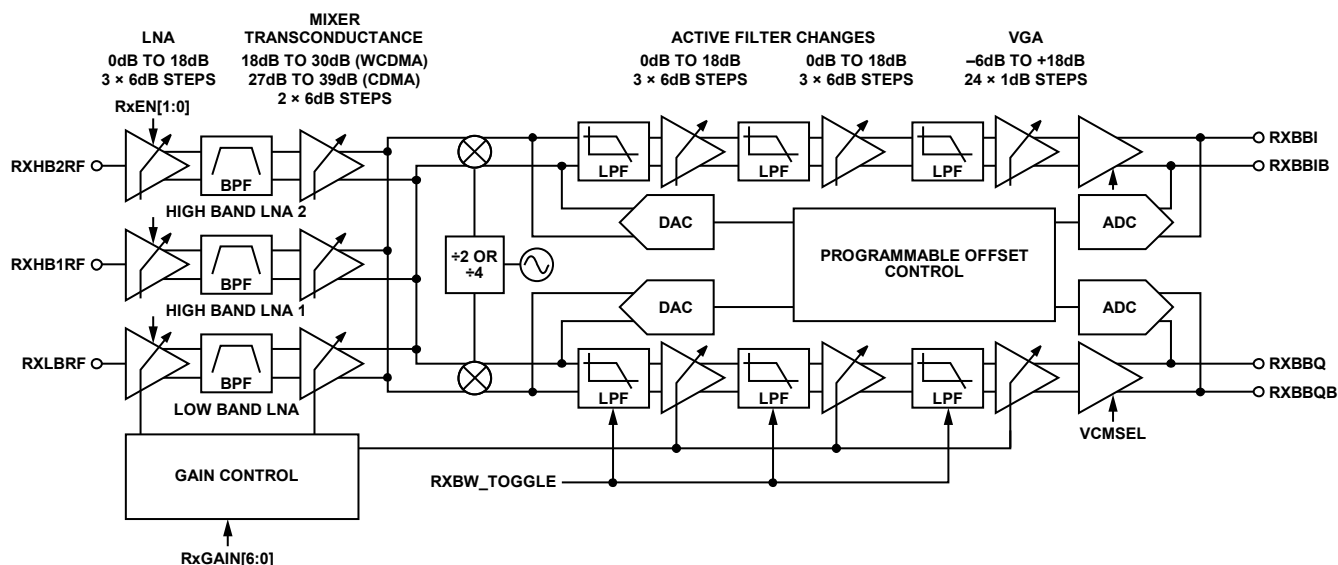 LNA
0dB TO 18dB
3 × 6dB STEPS
RxEN[1:0]
MIXER
TRANSCONDUCTANCE
18dB TO 30dB (WCDMA)
27dB TO 39dB (CDMA)
2 × 6dB STEPS
ACTIVE FILTER CHANGES
0dB TO 18dB
3 × 6dB STEPS
0dB TO 18dB
3 × 6dB STEPS
VGA
–6dB TO +18dB
24 × 1dB STEPS
RXHB2RF
BPF
HIGH BAND LNA 2
LPF
LPF
LPF
RXBBI
RXBBIB
DAC
ADC
RXHB1RF
BPF
HIGH BAND LNA 1
÷2 OR
÷4
PROGRAMMABLE OFFSET
CONTROL
DAC
ADC
RXLBRF
BPF
LOW BAND LNA
LPF
LPF
LPF
RXBBQ
RXBBQB
VCMSEL
GAIN CONTROL
RXBW_TOGGLE
RxGAIN[6:0]